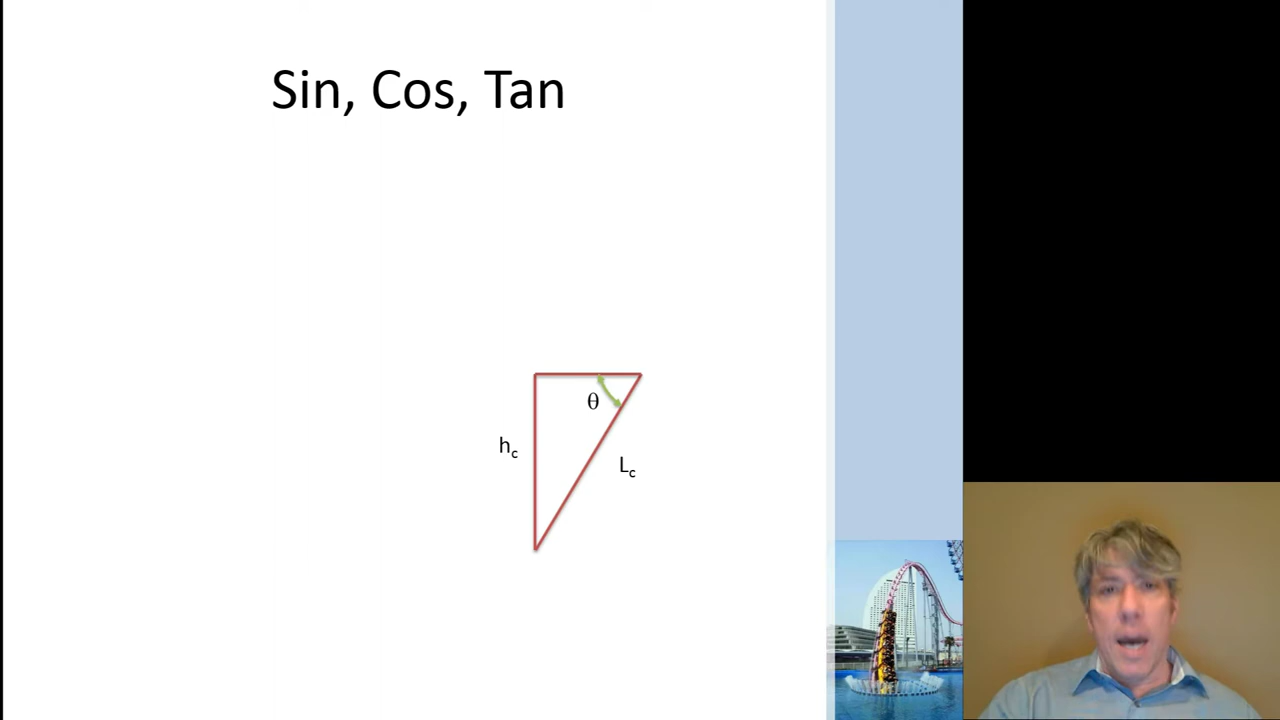 Sin, Cos, Tan
θ
hc
Lc